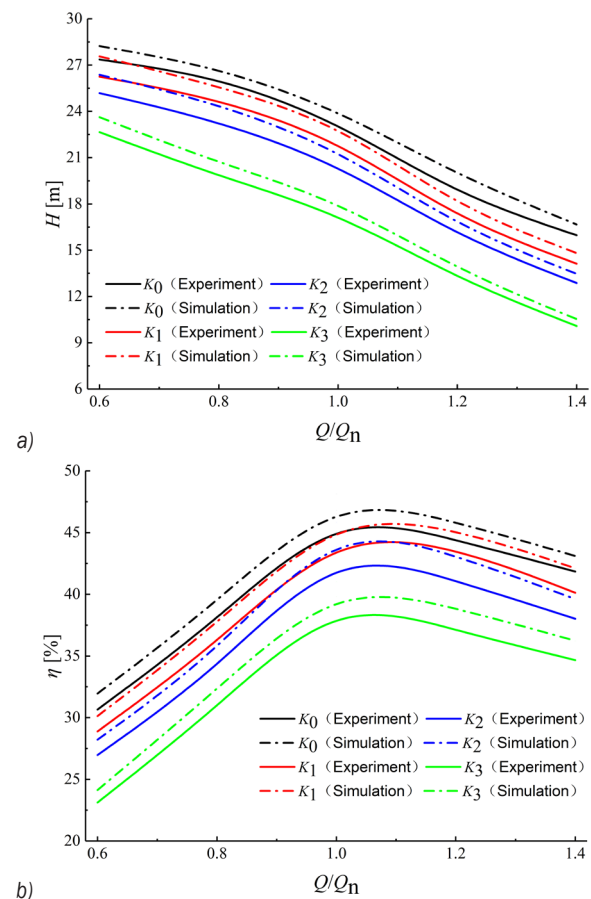 30
27
24
21
18
15
12
9
6
H [m]
K0（Experiment） K2（Experiment）
K0（Simulation） K2（Simulation）
K1（Experiment） K3（Experiment）
K1（Simulation） K3（Simulation）
0.6 0.8 1.0 1.2 1.4
Q/Qn
a)
50
45
40
35
30
25
20
η [%]
K0（Experiment） K2（Experiment）
K0（Simulation） K2（Simulation）
K1（Experiment） K3（Experiment）
K1（Simulation） K3（Simulation）
0.6 0.8 1.0 1.2 1.4
Q/Qn
b)